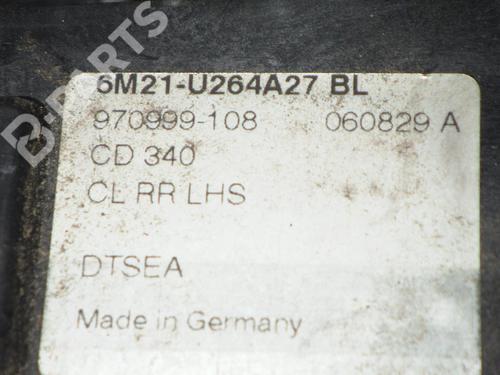 B-PARTS
6M21-U264A27 BL
970999-108 060829 A
CD 340
CL RR LHS
DTSEA
Made in Germany